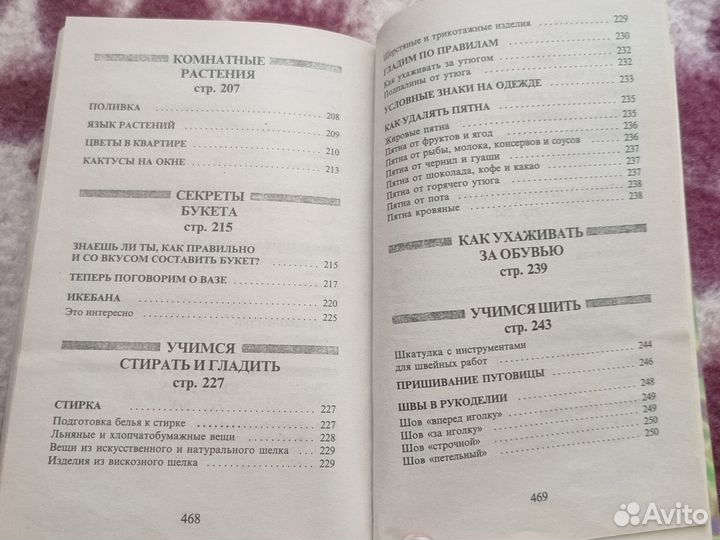 КОМНАТНЫЕ
РАСТЕНИЯ
стр. 207
ПОЛИВКА 208
ЯЗЫК РАСТЕНИЙ 209
ЦВЕТЫ В КВАРТИРЕ 210
КАКТУСЫ НА ОКНЕ 213
СЕКРЕТЫ
БУКЕТА
стр. 215
ЗНАЕШЬ ЛИ ТЫ, КАК ПРАВИЛЬНО
И СО ВКУСОМ СОСТАВИТЬ БУКЕТ? 215
ТЕПЕРЬ ПОГОВОРИМ О ВАЗЕ 217
ИКЕБАНА 220
Это интересно 225
УЧИМСЯ
СТИРАТЬ И ГЛАДИТЬ
стр. 227
СТИРКА 227
Подготовка белья к стирке 227
Льняные и хлопчатобумажные вещи 228
Вещи из искусственного и натурального шелка 229
Изделия из вискозного шелка 229
468
Шерстяные и трикотажные изделия 229
ГЛАДИМ ПО ПРАВИЛАМ 230
Как ухаживать за утюгом 232
Подпалины от утюга 232
УСЛОВНЫЕ ЗНАКИ НА ОДЕЖДЕ 233
КАК УДАЛЯТЬ ПЯТНА 235
Жировые пятна 235
Пятна от фруктов и ягод 236
Пятна от рыбы, молока, консервов и соусов 236
Пятна от чернил и гуаши 237
Пятна от шоколада, кофе и какао 237
Пятна от горячего утюга 237
Пятна от пота 238
Пятна кровяные 238
КАК УХАЖИВАТЬ
ЗА ОБУВЬЮ
стр. 239
УЧИМСЯ ШИТЬ
стр. 243
Шкатулка с инструментами
для швейных работ 244
ПРИШИВАНИЕ ПУГОВИЦЫ 246
ШВЫ В РУКОДЕЛИИ 248
Шов «вперед иголку» 249
Шов «за иголку» 249
Шов «строчной» 250
Шов «петельный» 250
469
Avito